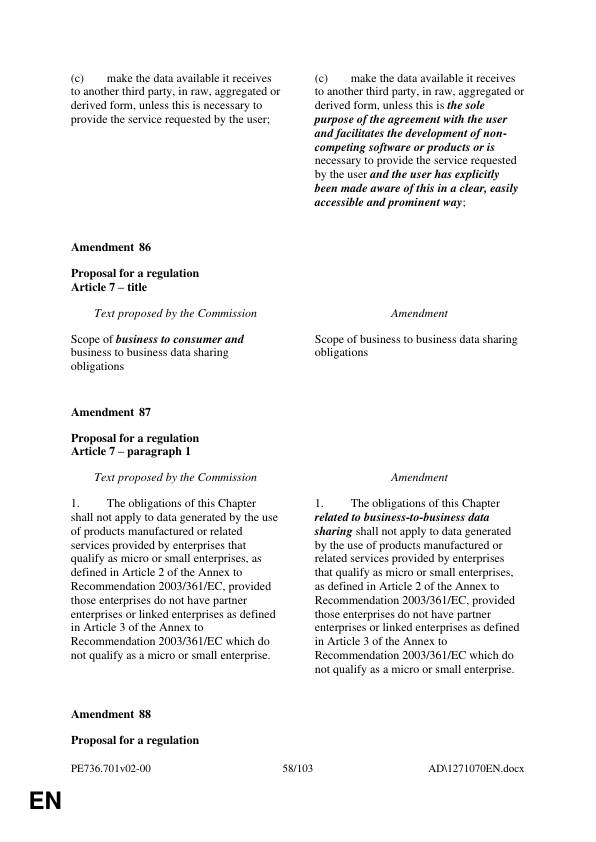 (c) make the data available it receives
to another third party, in raw, aggregated or
derived form, unless this is necessary to
provide the service requested by the user;
(c) make the data available it receives
to another third party, in raw, aggregated or
derived form, unless this is the sole
purpose of the agreement with the user
and facilitates the development of non-
competing software or products or is
necessary to provide the service requested
by the user and the user has explicitly
been made aware of this in a clear, easily
accessible and prominent way;
Amendment 86
Proposal for a regulation
Article 7 – title
Text proposed by the Commission
Amendment
Scope of business to consumer and
business to business data sharing
obligations
Scope of business to business data sharing
obligations
Amendment 87
Proposal for a regulation
Article 7 – paragraph 1
Text proposed by the Commission
Amendment
1. The obligations of this Chapter
shall not apply to data generated by the use
of products manufactured or related
services provided by enterprises that
qualify as micro or small enterprises, as
defined in Article 2 of the Annex to
Recommendation 2003/361/EC, provided
those enterprises do not have partner
enterprises or linked enterprises as defined
in Article 3 of the Annex to
Recommendation 2003/361/EC which do
not qualify as a micro or small enterprise.
1. The obligations of this Chapter
related to business-to-business data
sharing shall not apply to data generated
by the use of products manufactured or
related services provided by enterprises
that qualify as micro or small enterprises,
as defined in Article 2 of the Annex to
Recommendation 2003/361/EC, provided
those enterprises do not have partner
enterprises or linked enterprises as defined
in Article 3 of the Annex to
Recommendation 2003/361/EC which do
not qualify as a micro or small enterprise.
Amendment 88
Proposal for a regulation
PE736.701v02-00 58/103 AD\1271070EN.docx
EN